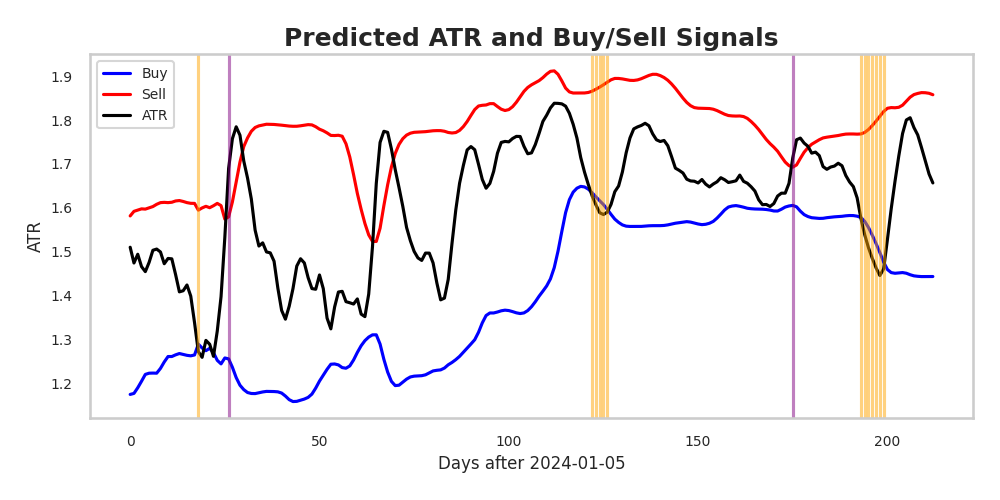 Predicted ATR and Buy/Sell Signals
Buy
Sell
ATR
1.9
1.8
1.7
1.6
1.5
1.4
1.3
1.2
ATR
0 50 100 150 200
Days after 2024-01-05